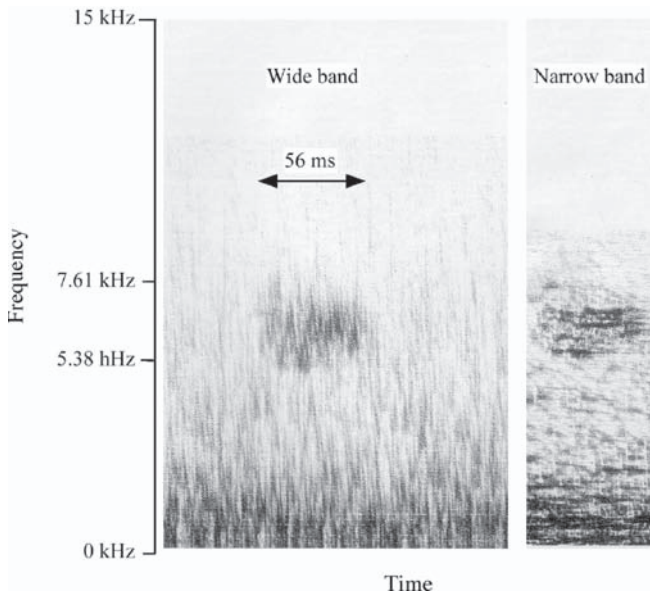 15 kHz
Wide band
Narrow band
56 ms
7.61 kHz
Frequency
5.38 hHz
0 kHz
Time